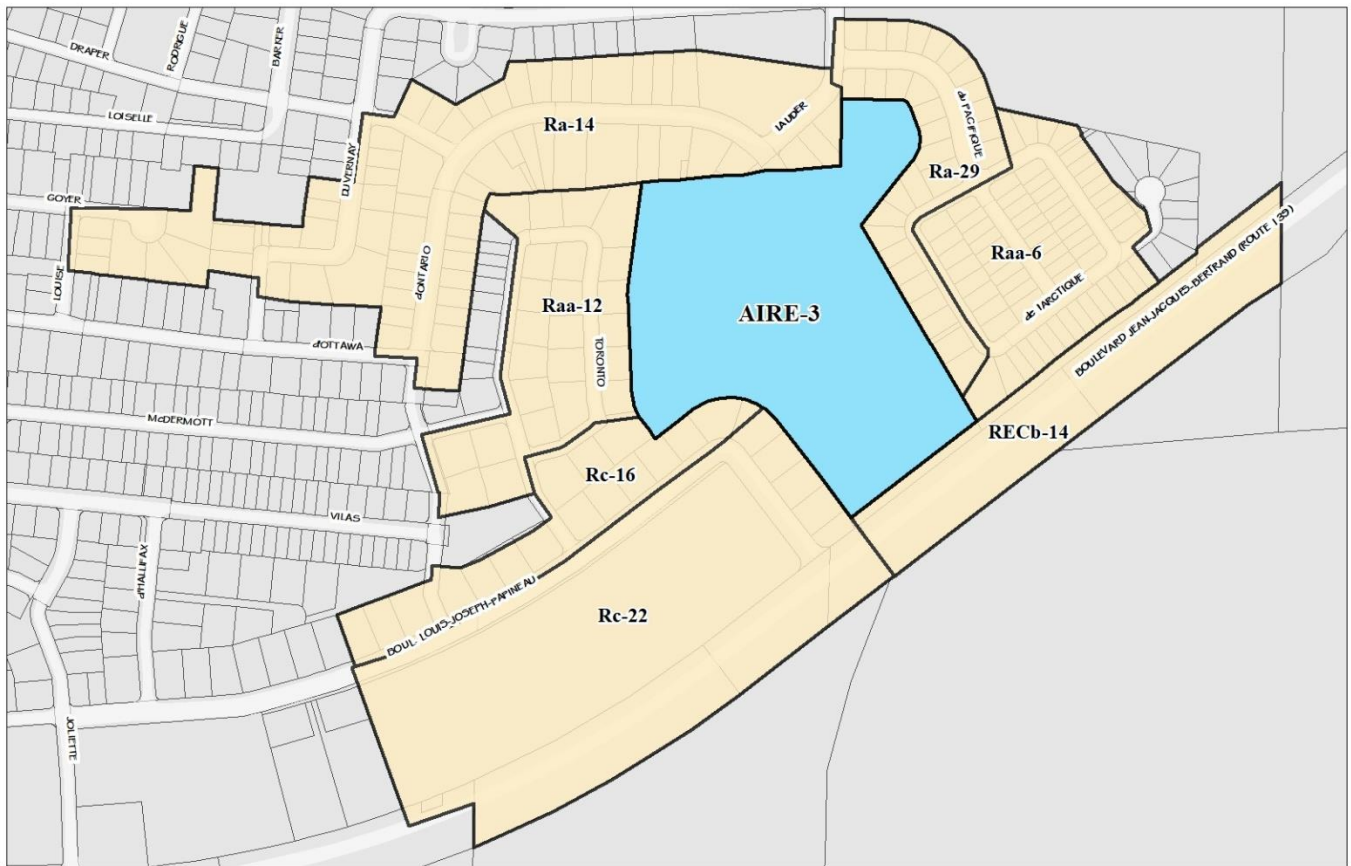 DRAPER
RODRIGUE
BARKER
LOISELLE
DUVERNAY
Ra-14
LAUDER
du PACIFIQUE
Ra-29
GOYER
LOUISE
D'ONTARIO
Raa-12
TORONTO
AIRE-3
Raa-6
de l'ARCTIQUE
BOULEVARD JEAN-JACQUES-BERTRAND (ROUTE 139)
D'OTTAWA
McDERMOTT
RECb-14
Rc-16
VILAS
D'HALLIFAX
BOUL. LOUIS-JOSEPH-PAPINEAU
Rc-22
JOLIETTE